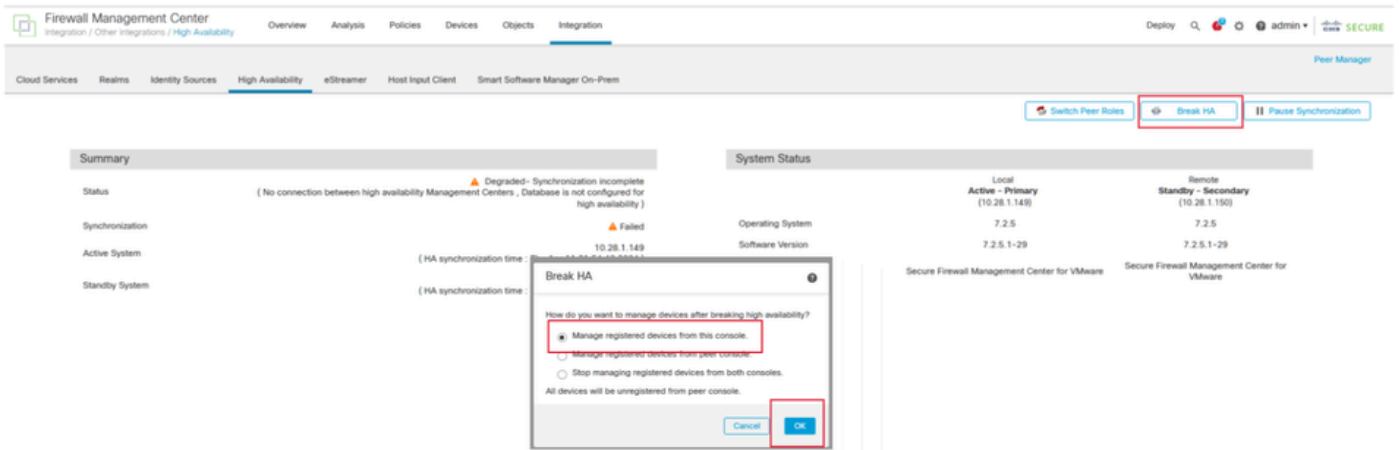 Firewall Management Center
Integration / Other Integrations / High Availability
Overview Analysis Policies Devices Objects Integration
Deploy admin SECURE
Peer Manager
Cloud Services Realms Identity Sources High Availability eStreamer Host Input Client Smart Software Manager On-Prem
Switch Peer Roles Break HA Pause Synchronization
Summary
Status
Degraded- Synchronization incomplete
( No connection between high availability Management Centers , Database is not configured for
high availability )
Synchronization Failed
Active System 10.28.1.149
( HA synchronization time :
Standby System
( HA synchronization time :
System Status
Local Remote
Active - Primary Standby - Secondary
(10.28.1.149) (10.28.1.150)
Operating System 7.2.5 7.2.5
Software Version 7.2.5.1-29 7.2.5.1-29
Secure Firewall Management Center for VMware Secure Firewall Management Center for
VMware
Break HA
How do you want to manage devices after breaking high availability?
Manage registered devices from this console.
Manage registered devices from peer console.
Stop managing registered devices from both consoles.
All devices will be unregistered from peer console.
Cancel OK